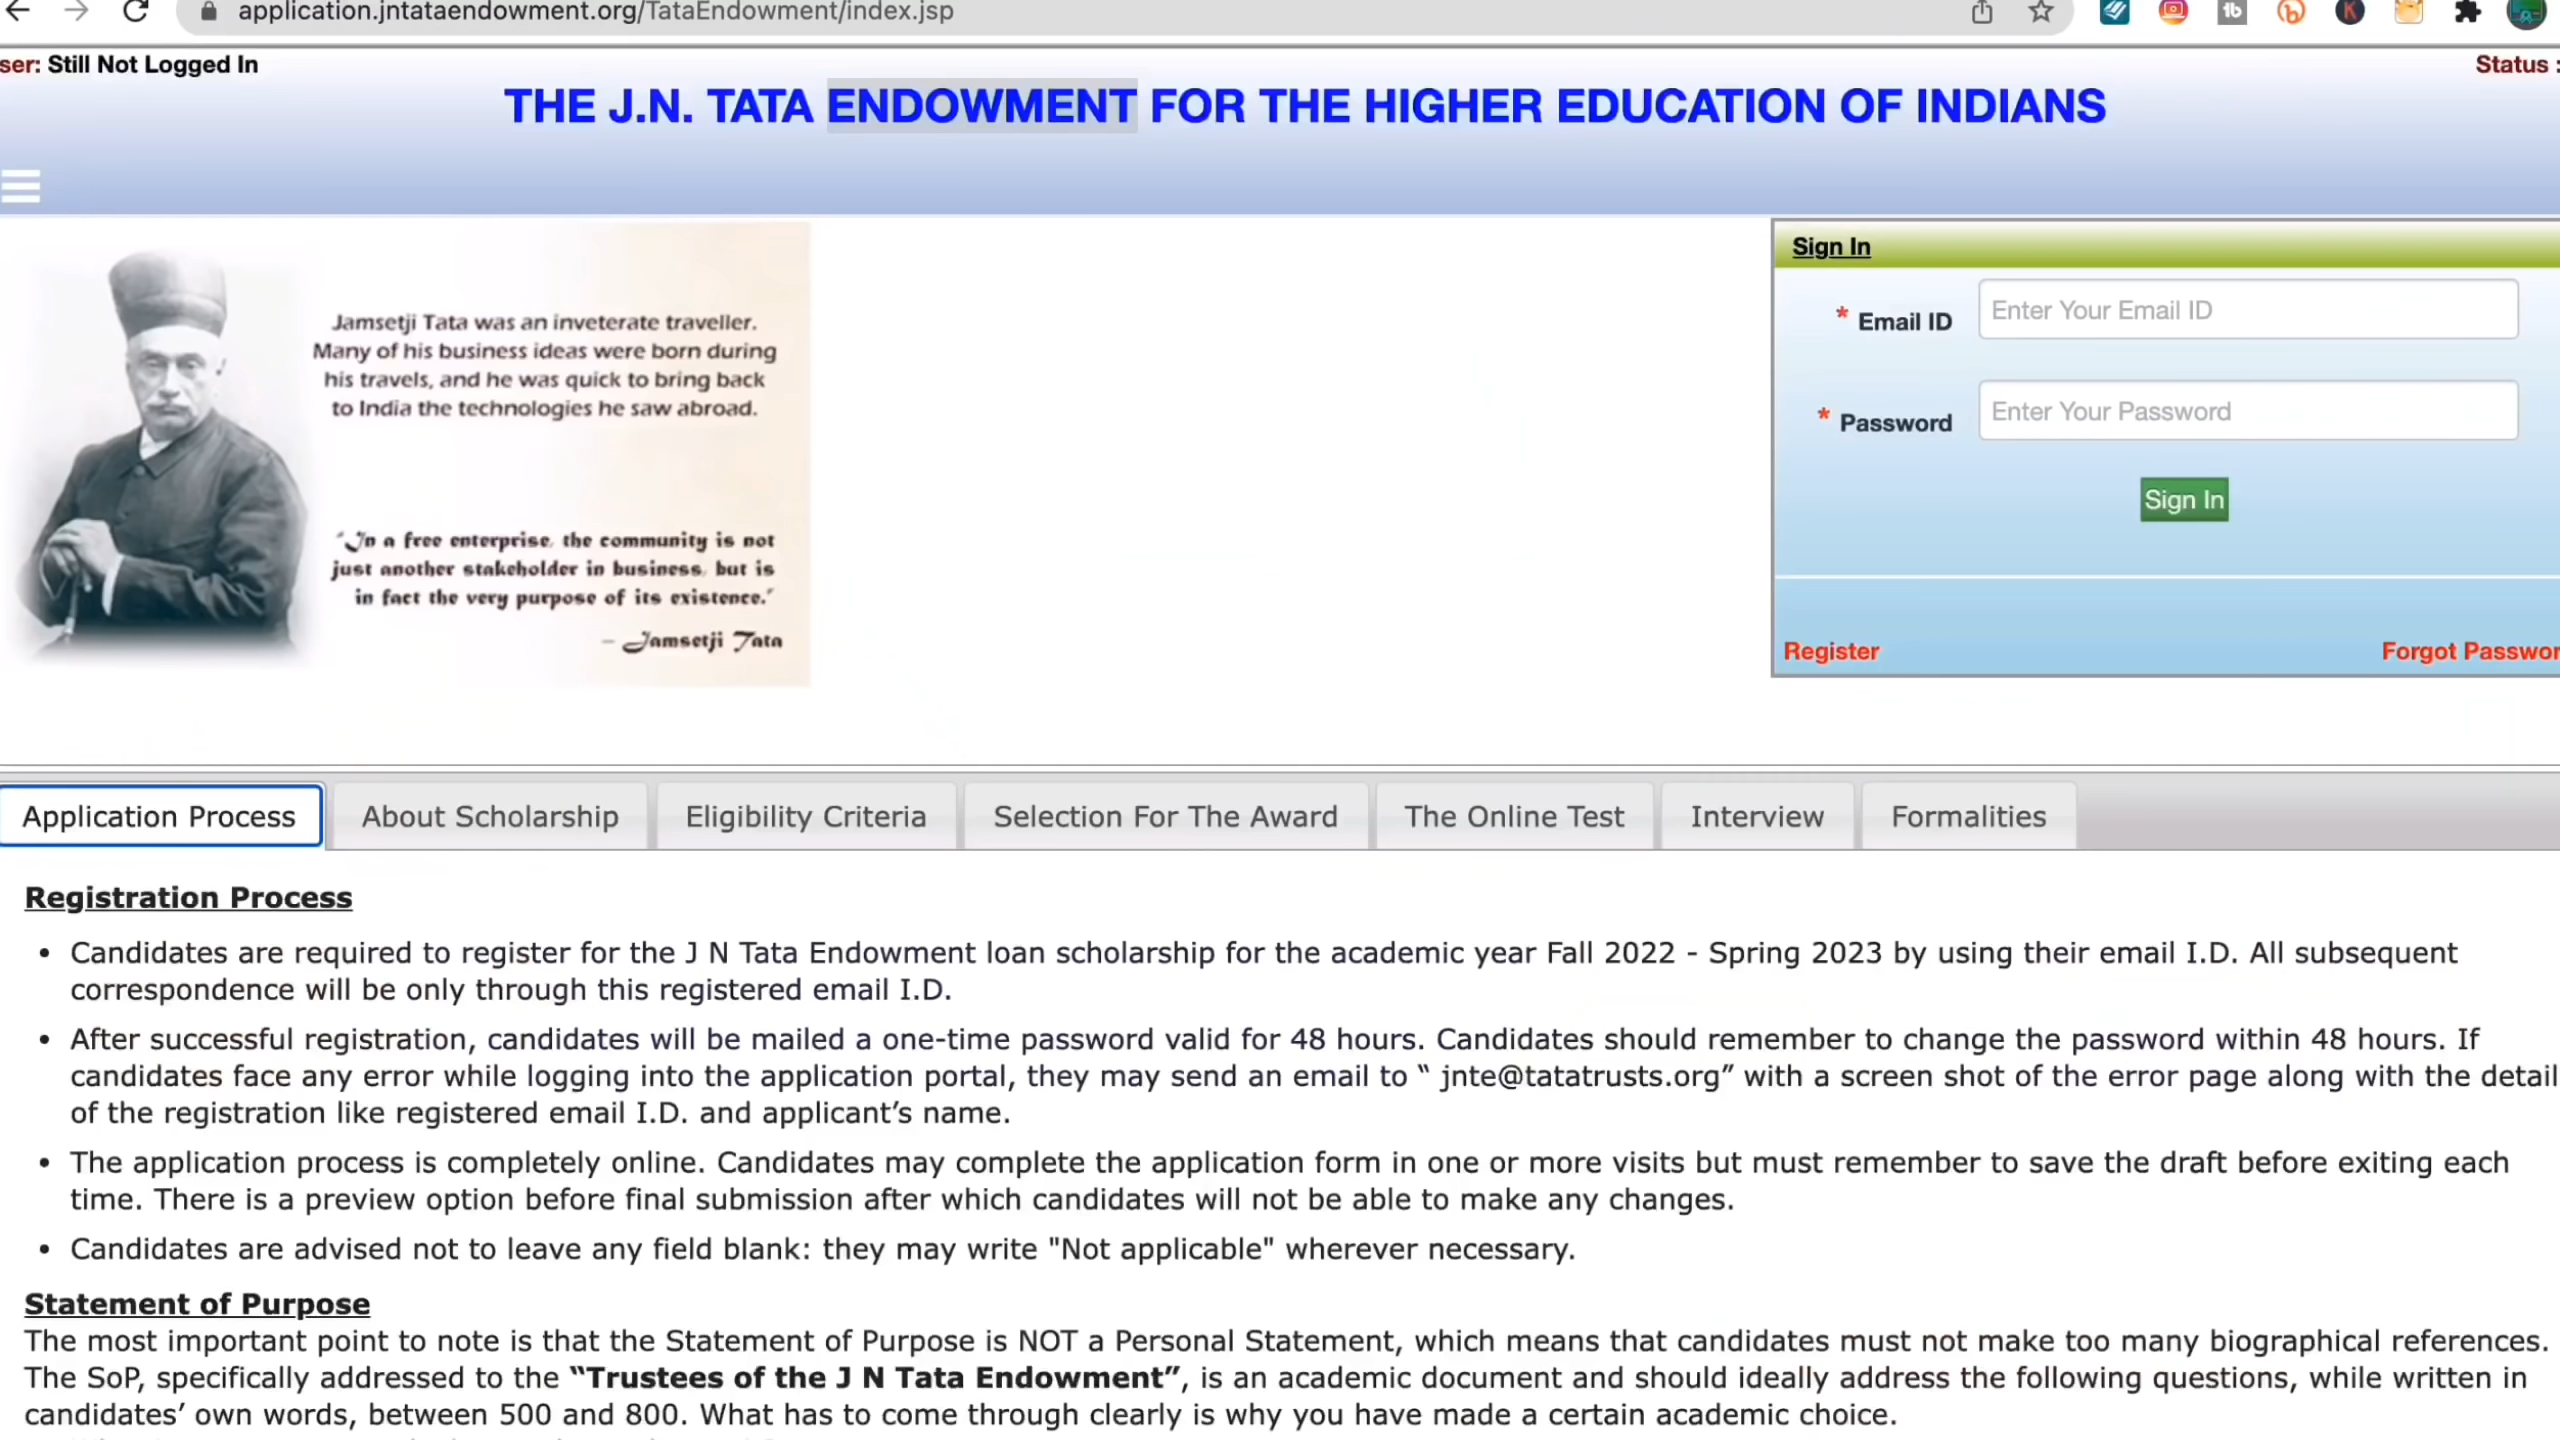 application.jntataendowment.org/TataEndowment/index.jsp
ser: Still Not Logged In
Status :
THE J.N. TATA ENDOWMENT FOR THE HIGHER EDUCATION OF INDIANS
Jamsetji Tata was an inveterate traveller.
Many of his business ideas were born during
his travels, and he was quick to bring back
to India the technologies he saw abroad.
"In a free enterprise, the community is not
just another stakeholder in business, but is
in fact the very purpose of its existence."
– Jamsetji Tata
Sign In
* Email ID
Enter Your Email ID
* Password
Enter Your Password
Sign In
Register
Forgot Passwor
Application Process
About Scholarship
Eligibility Criteria
Selection For The Award
The Online Test
Interview
Formalities
Registration Process
• Candidates are required to register for the J N Tata Endowment loan scholarship for the academic year Fall 2022 - Spring 2023 by using their email I.D. All subsequent
correspondence will be only through this registered email I.D.
• After successful registration, candidates will be mailed a one-time password valid for 48 hours. Candidates should remember to change the password within 48 hours. If
candidates face any error while logging into the application portal, they may send an email to “ jnte@tatatrusts.org” with a screen shot of the error page along with the detail
of the registration like registered email I.D. and applicant’s name.
• The application process is completely online. Candidates may complete the application form in one or more visits but must remember to save the draft before exiting each
time. There is a preview option before final submission after which candidates will not be able to make any changes.
• Candidates are advised not to leave any field blank: they may write "Not applicable" wherever necessary.
Statement of Purpose
The most important point to note is that the Statement of Purpose is NOT a Personal Statement, which means that candidates must not make too many biographical references.
The SoP, specifically addressed to the “Trustees of the J N Tata Endowment”, is an academic document and should ideally address the following questions, while written in
candidates’ own words, between 500 and 800. What has to come through clearly is why you have made a certain academic choice.